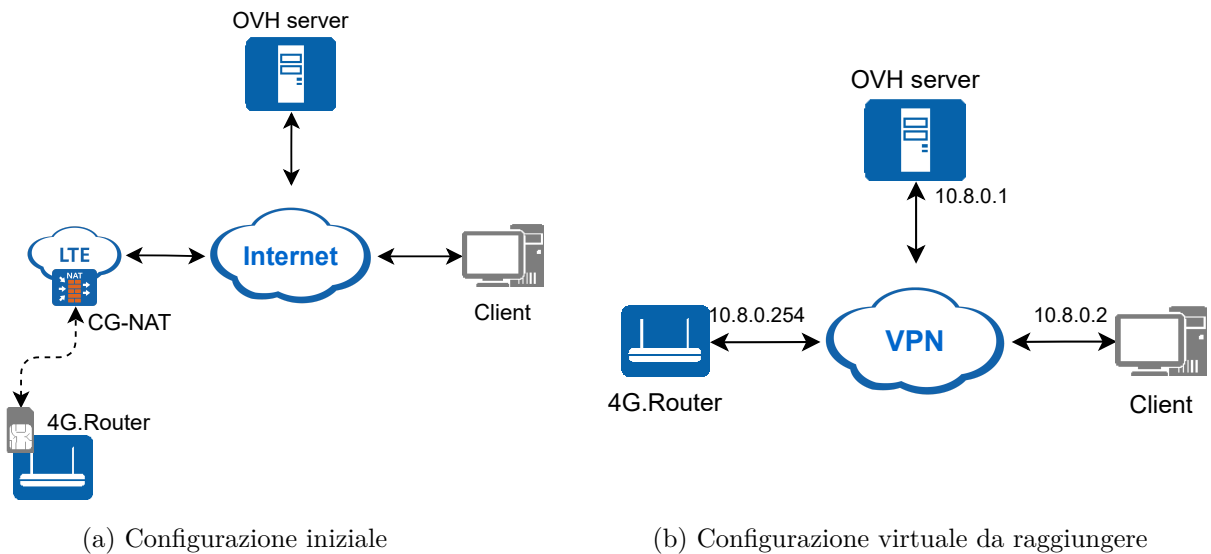 OVH server
Internet
LTE
NAT
CG-NAT
Client
4G.Router
(a) Configurazione iniziale
OVH server
10.8.0.1
10.8.0.254
VPN
10.8.0.2
4G.Router
Client
(b) Configurazione virtuale da raggiungere